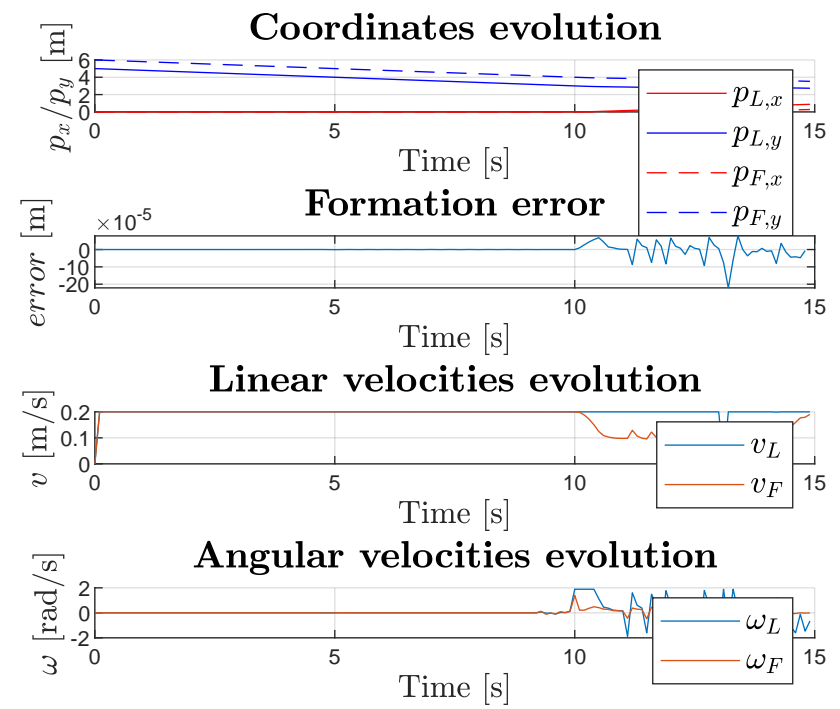 Coordinates evolution
p_x/p_y [m]
6
4
2
0
0 5 10 15
Time [s]
p_{L,x}
p_{L,y}
p_{F,x}
p_{F,y}
Formation error
×10^{-5}
error [m]
0
-10
-20
0 5 10 15
Time [s]
Linear velocities evolution
v [m/s]
0.2
0.1
0
0 5 10 15
Time [s]
v_L
v_F
Angular velocities evolution
ω [rad/s]
2
0
-2
0 5 10 15
Time [s]
ω_L
ω_F